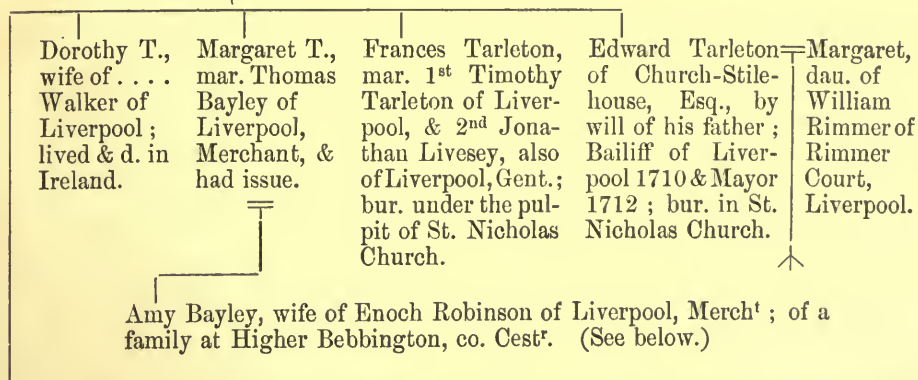 Dorothy T.,
wife of . . . .
Walker of
Liverpool ;
lived & d. in
Ireland.
Margaret T.,
mar. Thomas
Bayley of
Liverpool,
Merchant, &
had issue.
Frances Tarleton,
mar. 1st Timothy
Tarleton of Liver-
pool, & 2nd Jona-
than Livesey, also
of Liverpool, Gent.;
bur. under the pul-
pit of St. Nicholas
Church.
Edward Tarleton
of Church-Stile-
house, Esq., by
will of his father ;
Bailiff of Liver-
pool 1710 & Mayor
1712 ; bur. in St.
Nicholas Church.
Margaret,
dau. of
William
Rimmer of
Rimmer
Court,
Liverpool.
Amy Bayley, wife of Enoch Robinson of Liverpool, Mercht ; of a
family at Higher Bebbington, co. Cestr. (See below.)